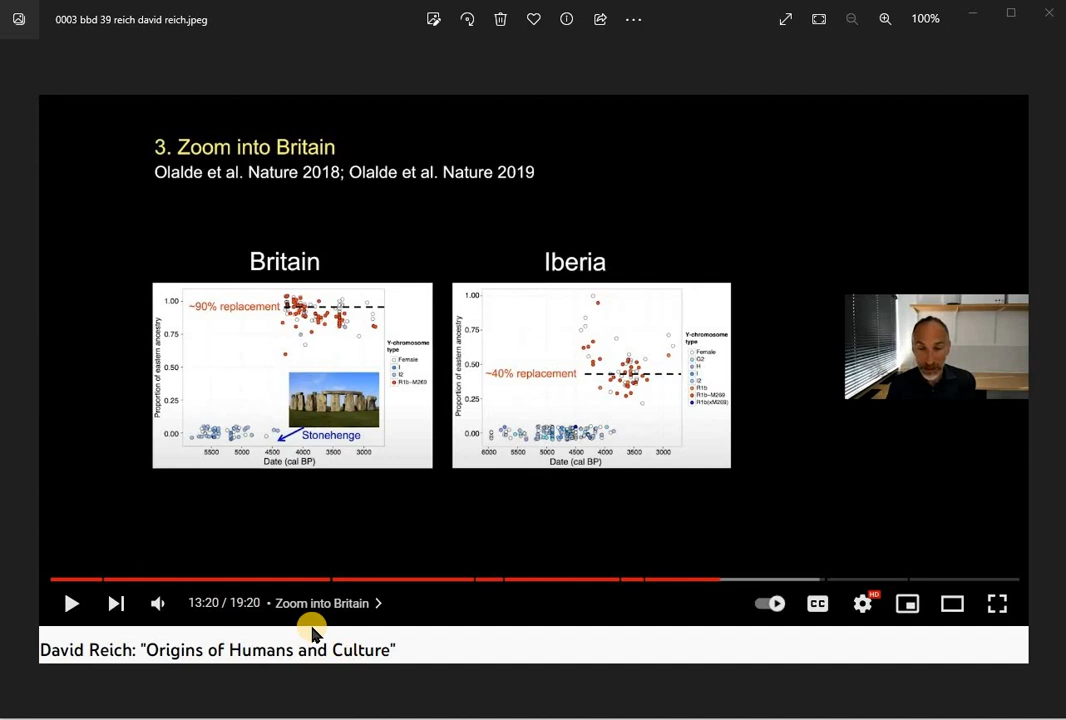 0003 bbd 39 reich david reich.jpeg
100%
3. Zoom into Britain
Olalde et al. Nature 2018; Olalde et al. Nature 2019
Britain
Iberia
1.00
0.75
0.50
0.25
0.00
Proportion of eastern ancestry
~90% replacement
Stonehenge
5500 5000 4500 4000 3500 3000
Date (cal BP)
Y-chromosome
type
Female
I
I2
R1b-M269
1.00
0.75
0.50
0.25
0.00
Proportion of eastern ancestry
~40% replacement
6000 5500 5000 4500 4000 3500 3000
Date (cal BP)
Y-chromosome
type
Female
G2
H
I
I2
R1b
R1b-M269
R1b(xM269)
13:20 / 19:20 • Zoom into Britain
CC
HD
David Reich: "Origins of Humans and Culture"